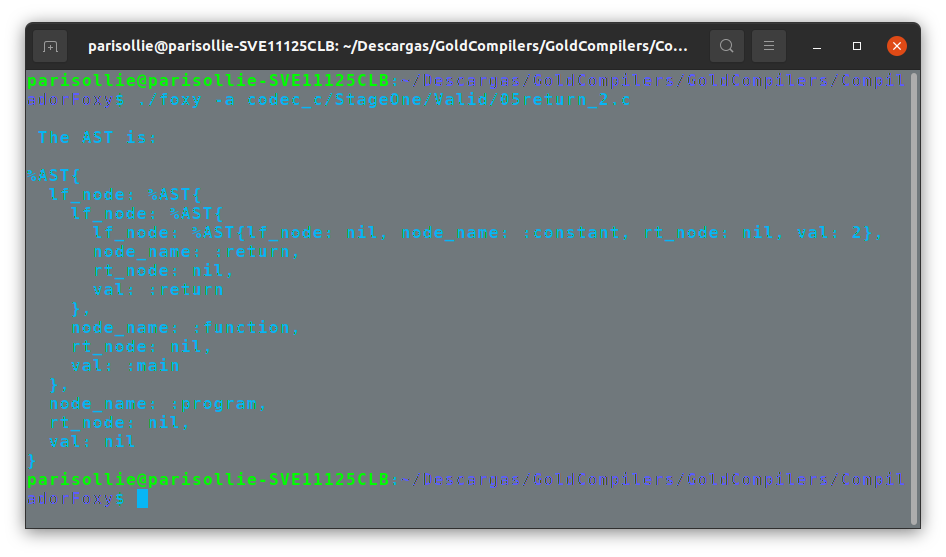 parisollie@parisollie-SVE11125CLB: ~/Descargas/GoldCompilers/GoldCompilers/Co...
parisollie@parisollie-SVE11125CLB:~/Descargas/GoldCompilers/GoldCompilers/Compil
adorFoxy$ ./foxy -a codec_c/StageOne/Valid/05return_2.c
The AST is:
%AST{
lf_node: %AST{
lf_node: %AST{
lf_node: %AST{lf_node: nil, node_name: :constant, rt_node: nil, val: 2},
node_name: :return,
rt_node: nil,
val: :return
},
node_name: :function,
rt_node: nil,
val: :main
},
node_name: :program,
rt_node: nil,
val: nil
}
parisollie@parisollie-SVE11125CLB:~/Descargas/GoldCompilers/GoldCompilers/Compil
adorFoxy$